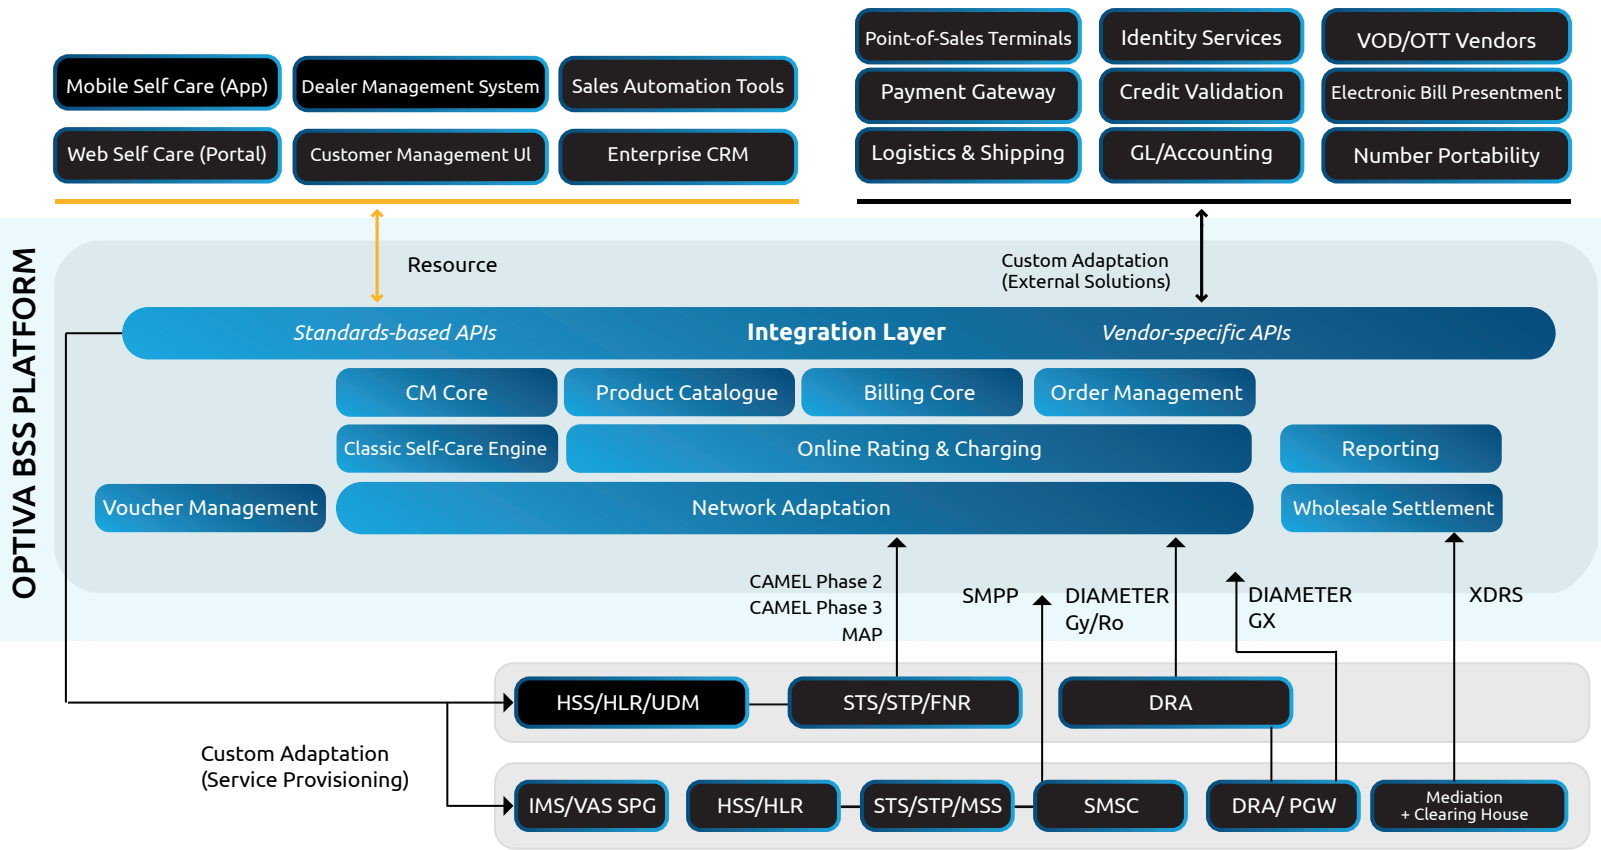 Mobile Self Care (App)
Dealer Management System
Sales Automation Tools
Web Self Care (Portal)
Customer Management UI
Enterprise CRM
Point-of-Sales Terminals
Identity Services
VOD/OTT Vendors
Payment Gateway
Credit Validation
Electronic Bill Presentment
Logistics & Shipping
GL/Accounting
Number Portability
OPTIVA BSS PLATFORM
Resource
Custom Adaptation
(External Solutions)
Standards-based APIs
Integration Layer
Vendor-specific APIs
CM Core
Product Catalogue
Billing Core
Order Management
Classic Self-Care Engine
Online Rating & Charging
Reporting
Voucher Management
Network Adaptation
Wholesale Settlement
CAMEL Phase 2
CAMEL Phase 3
MAP
SMPP
DIAMETER
Gy/Ro
DIAMETER
GX
XDRS
HSS/HLR/UDM
STS/STP/FNR
DRA
Custom Adaptation
(Service Provisioning)
IMS/VAS SPG
HSS/HLR
STS/STP/MSS
SMSC
DRA/ PGW
Mediation
+ Clearing House